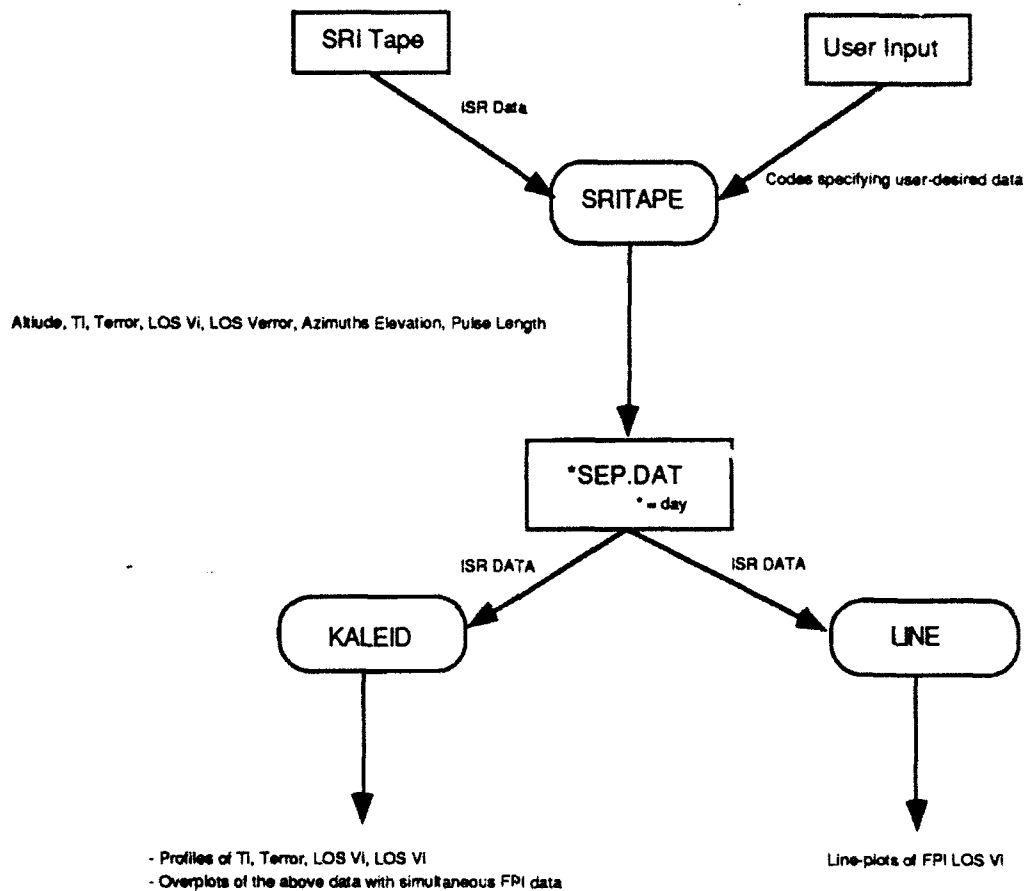 SRI Tape
User Input
ISR Data
Codes specifying user-desired data
SRITAPE
Altiude, Ti, Terror, LOS Vi, LOS Verror, Azimuths Elevation, Pulse Length
*SEP.DAT
* = day
ISR DATA
ISR DATA
KALEID
LINE
- Profiles of Ti, Terror, LOS Vi, LOS Vi
- Overplots of the above data with simultaneous FPI data
Line-plots of FPI LOS Vi